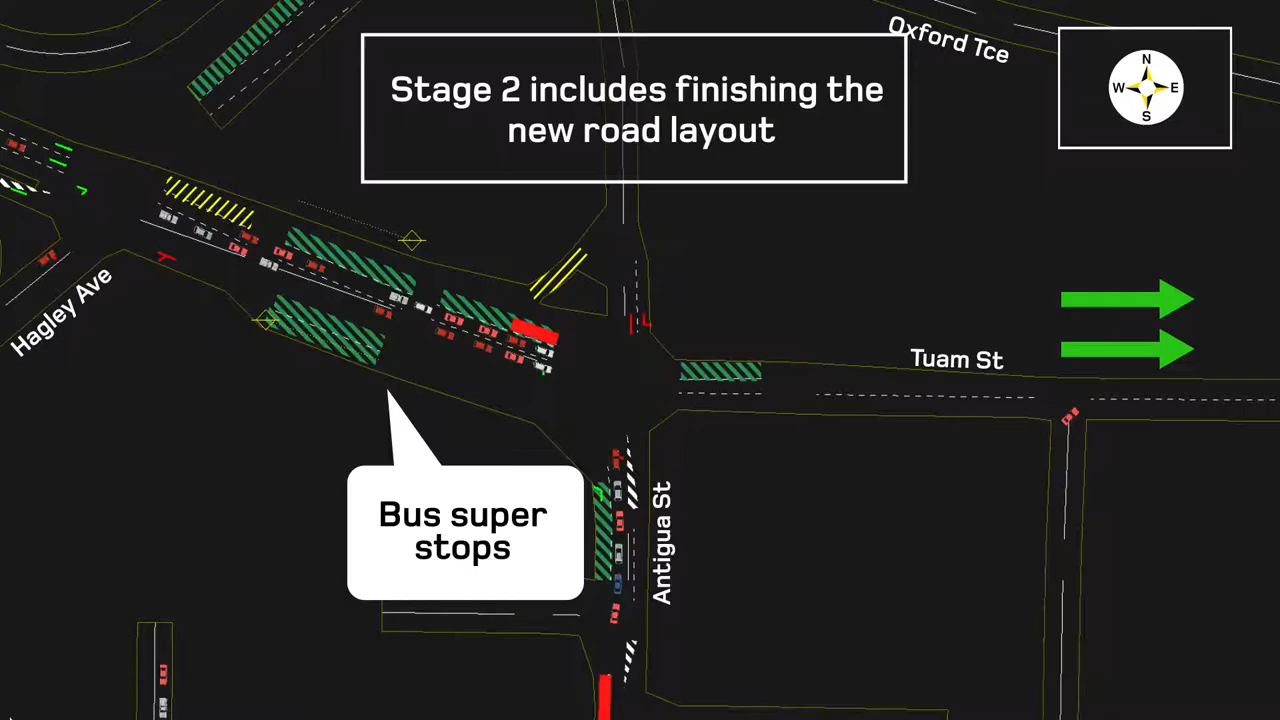 Oxford Tce
Stage 2 includes finishing the
new road layout
N
W E
S
Hagley Ave
Tuam St
Bus super
stops
Antigua St